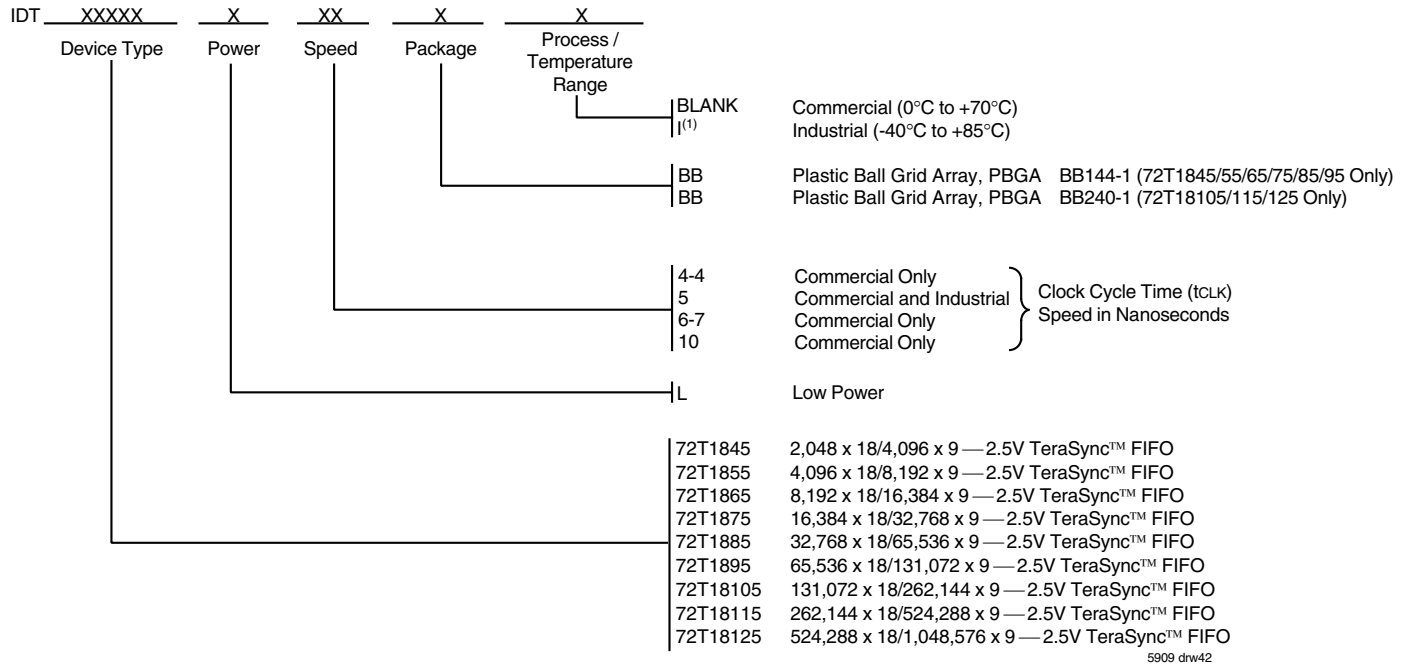 IDT XXXXX X XX X X
Device Type Power Speed Package Process / Temperature Range
BLANK Commercial (0°C to +70°C)
I(1) Industrial (-40°C to +85°C)
BB Plastic Ball Grid Array, PBGA BB144-1 (72T1845/55/65/75/85/95 Only)
BB Plastic Ball Grid Array, PBGA BB240-1 (72T18105/115/125 Only)
4-4 Commercial Only
5 Commercial and Industrial
6-7 Commercial Only
10 Commercial Only
Clock Cycle Time (tCLK)
Speed in Nanoseconds
L Low Power
72T1845 2,048 x 18/4,096 x 9 — 2.5V TeraSync™ FIFO
72T1855 4,096 x 18/8,192 x 9 — 2.5V TeraSync™ FIFO
72T1865 8,192 x 18/16,384 x 9 — 2.5V TeraSync™ FIFO
72T1875 16,384 x 18/32,768 x 9 — 2.5V TeraSync™ FIFO
72T1885 32,768 x 18/65,536 x 9 — 2.5V TeraSync™ FIFO
72T1895 65,536 x 18/131,072 x 9 — 2.5V TeraSync™ FIFO
72T18105 131,072 x 18/262,144 x 9 — 2.5V TeraSync™ FIFO
72T18115 262,144 x 18/524,288 x 9 — 2.5V TeraSync™ FIFO
72T18125 524,288 x 18/1,048,576 x 9 — 2.5V TeraSync™ FIFO
5909 drw42